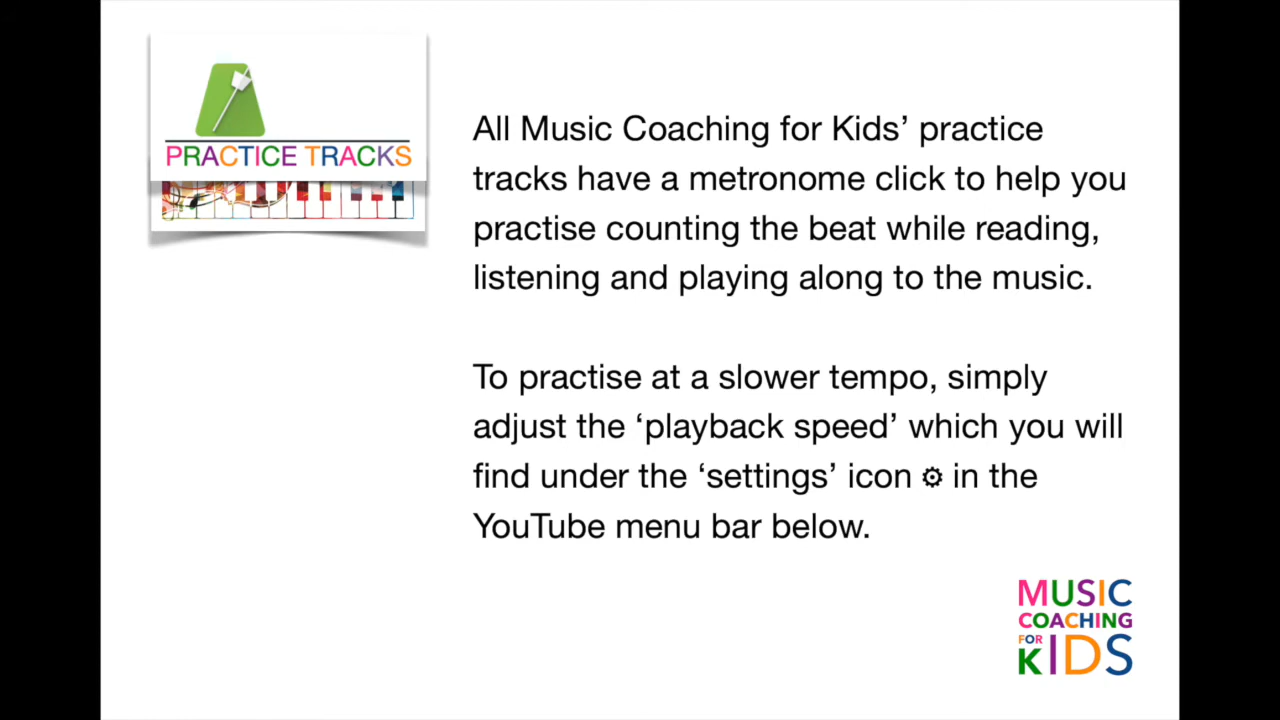 PRACTICE TRACKS
All Music Coaching for Kids’ practice
tracks have a metronome click to help you
practise counting the beat while reading,
listening and playing along to the music.
To practise at a slower tempo, simply
adjust the ‘playback speed’ which you will
find under the ‘settings’ icon ⚙ in the
YouTube menu bar below.
MUSIC
COACHING
FOR
KIDS